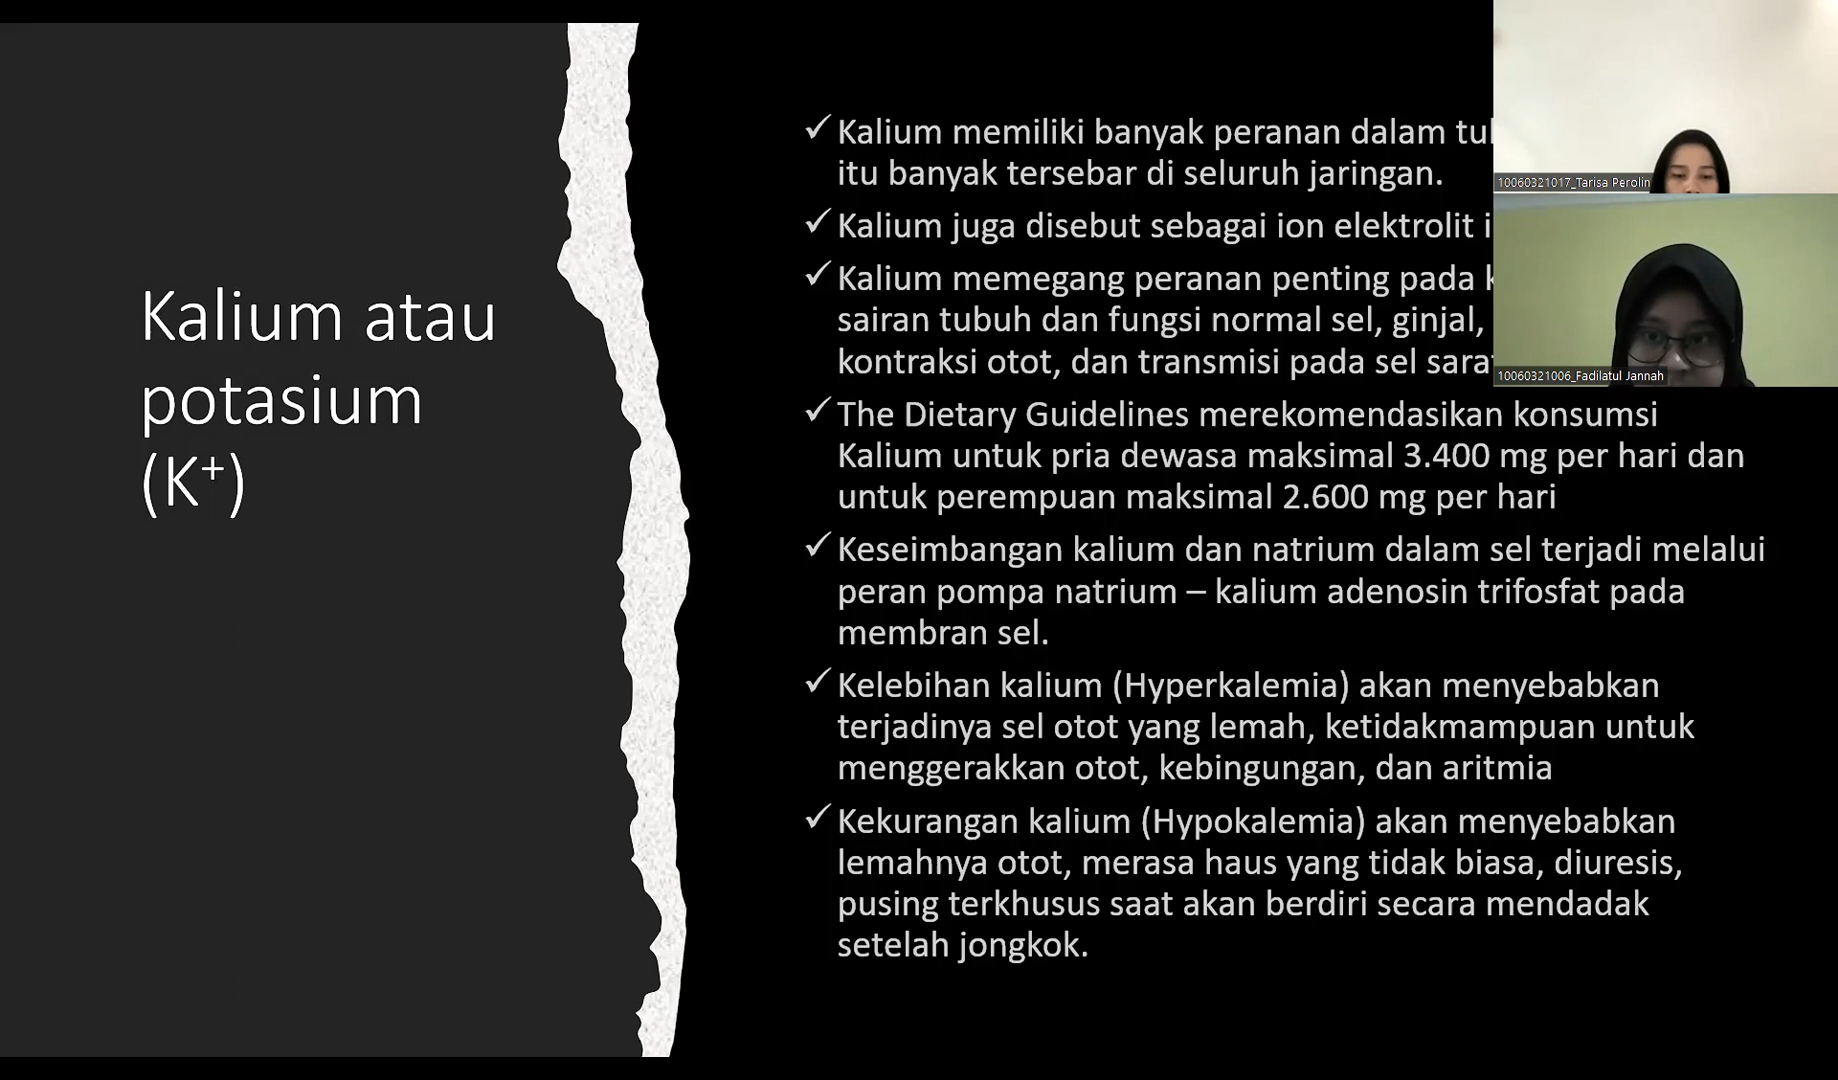 Kalium atau
potasium
(K⁺)
✓ Kalium memiliki banyak peranan dalam
itu banyak tersebar di seluruh jaringan.
✓ Kalium juga disebut sebagai ion elektrolit
✓ Kalium memegang peranan penting pada
sairan tubuh dan fungsi normal sel, ginjal,
kontraksi otot, dan transmisi pada sel
✓ The Dietary Guidelines merekomendasikan konsumsi
Kalium untuk pria dewasa maksimal 3.400 mg per hari dan
untuk perempuan maksimal 2.600 mg per hari
✓ Keseimbangan kalium dan natrium dalam sel terjadi melalui
peran pompa natrium – kalium adenosin trifosfat pada
membran sel.
✓ Kelebihan kalium (Hyperkalemia) akan menyebabkan
terjadinya sel otot yang lemah, ketidakmampuan untuk
menggerakkan otot, kebingungan, dan aritmia
✓ Kekurangan kalium (Hypokalemia) akan menyebabkan
lemahnya otot, merasa haus yang tidak biasa, diuresis,
pusing terkhusus saat akan berdiri secara mendadak
setelah jongkok.
10060321017_Tarisa Perolin
10060321006_Fadilatul Jannah